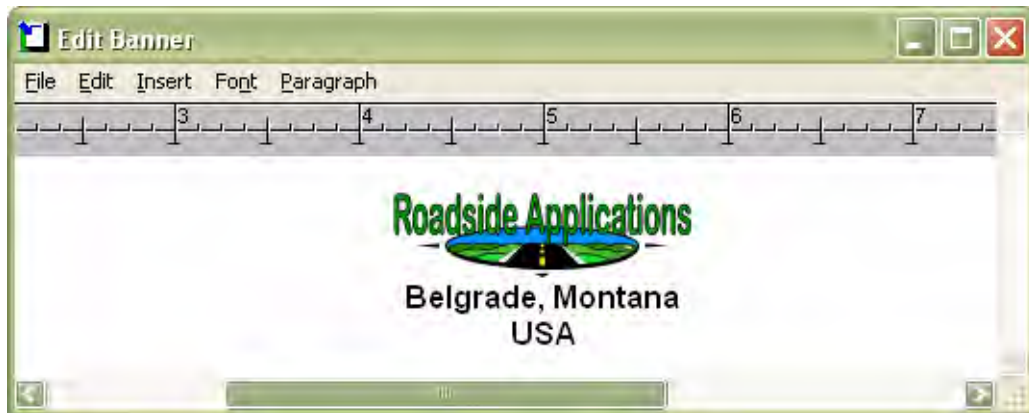 Edit Banner
File Edit Insert Font Paragraph
3 4 5 6 7
Roadside Applications
Belgrade, Montana
USA